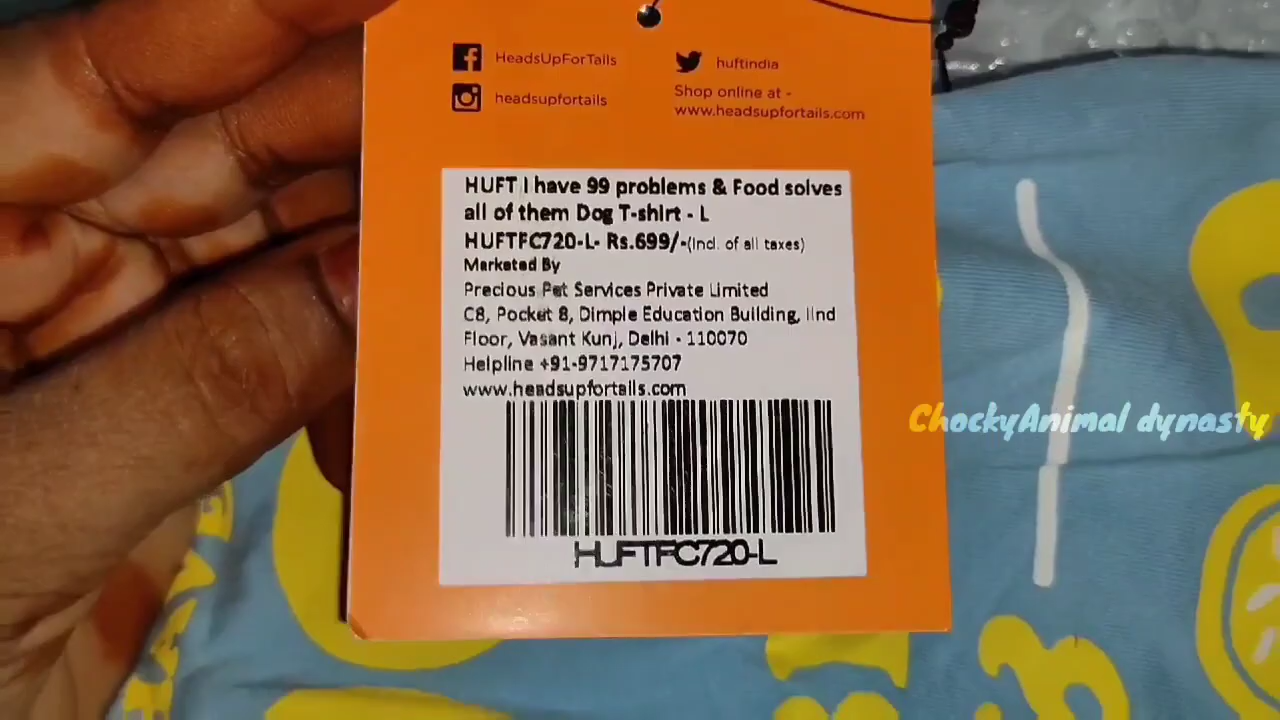 HeadsUpForTails
huftindia
headsupfortails
Shop online at -
www.headsupfortails.com
HUFT I have 99 problems & Food solves
all of them Dog T-shirt - L
HUFTFC720-L- Rs.699/-(Incl. of all taxes)
Marketed By
Precious Pet Services Private Limited
C8, Pocket 8, Dimple Education Building, IInd
Floor, Vasant Kunj, Delhi - 110070
Helpline +91-9717175707
www.headsupfortails.com
HUFTFC720-L
ChockyAnimal dynasty